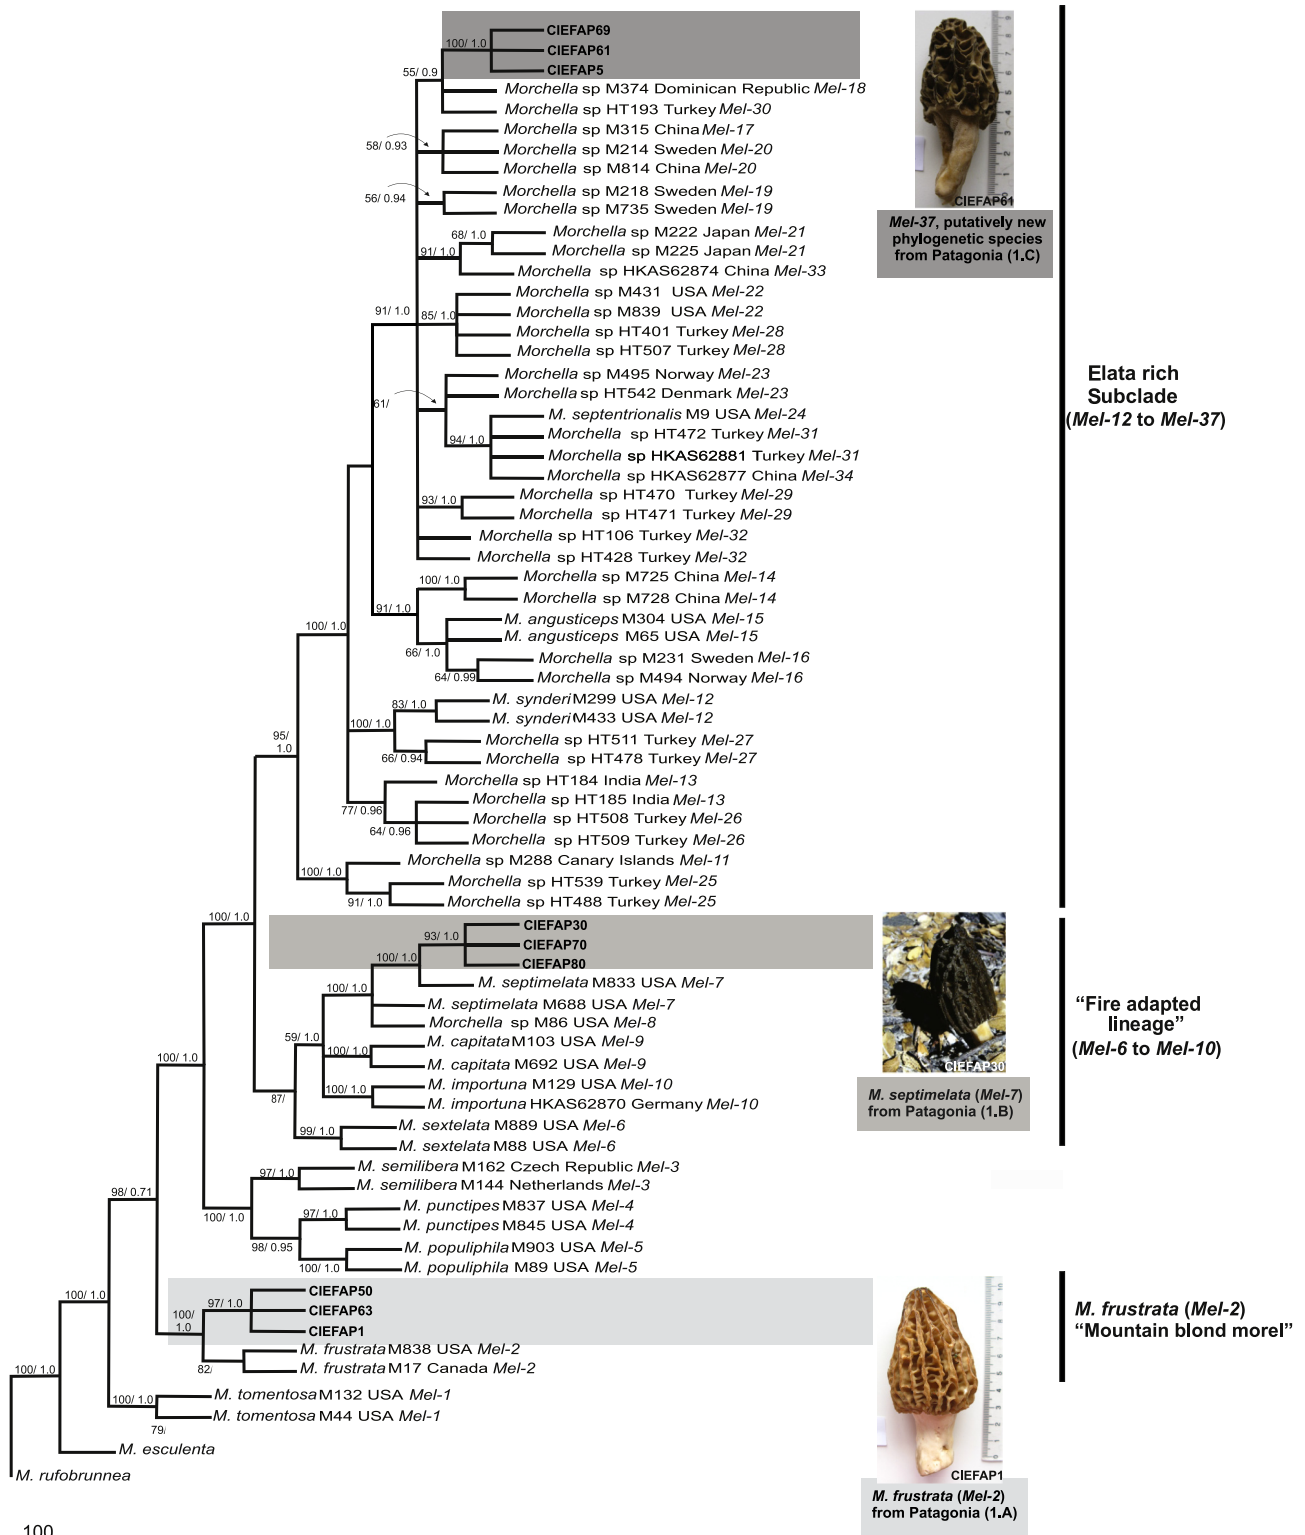 CIEFAP69
100/ 1.0
CIEFAP61
CIEFAP5
55/ 0.9
Morchella sp M374 Dominican Republic Mel-18
Morchella sp HT193 Turkey Mel-30
Morchella sp M315 China Mel-17
58/ 0.93
Morchella sp M214 Sweden Mel-20
Morchella sp M814 China Mel-20
Morchella sp M218 Sweden Mel-19
56/ 0.94
Morchella sp M735 Sweden Mel-19
68/ 1.0
Morchella sp M222 Japan Mel-21
Morchella sp M225 Japan Mel-21
91/ 1.0
Morchella sp HKAS62874 China Mel-33
Morchella sp M431 USA Mel-22
91/ 1.0
85/ 1.0
Morchella sp M839 USA Mel-22
Morchella sp HT401 Turkey Mel-28
Morchella sp HT507 Turkey Mel-28
Morchella sp M495 Norway Mel-23
Morchella sp HT542 Denmark Mel-23
61/
M. septentrionalis M9 USA Mel-24
94/ 1.0
Morchella sp HT472 Turkey Mel-31
Morchella sp HKAS62881 Turkey Mel-31
Morchella sp HKAS62877 China Mel-34
93/ 1.0
Morchella sp HT470 Turkey Mel-29
Morchella sp HT471 Turkey Mel-29
Morchella sp HT106 Turkey Mel-32
Morchella sp HT428 Turkey Mel-32
100/ 1.0
Morchella sp M725 China Mel-14
Morchella sp M728 China Mel-14
91/ 1.0
M. angusticeps M304 USA Mel-15
M. angusticeps M65 USA Mel-15
66/ 1.0
Morchella sp M231 Sweden Mel-16
64/ 0.99
Morchella sp M494 Norway Mel-16
100/ 1.0
83/ 1.0
M. synderi M299 USA Mel-12
M. synderi M433 USA Mel-12
100/ 1.0
Morchella sp HT511 Turkey Mel-27
66/ 0.94
Morchella sp HT478 Turkey Mel-27
95/
1.0
Morchella sp HT184 India Mel-13
77/ 0.96
Morchella sp HT185 India Mel-13
Morchella sp HT508 Turkey Mel-26
64/ 0.96
Morchella sp HT509 Turkey Mel-26
Morchella sp M288 Canary Islands Mel-11
100/ 1.0
Morchella sp HT539 Turkey Mel-25
91/ 1.0
Morchella sp HT488 Turkey Mel-25
100/ 1.0
CIEFAP30
93/ 1.0
CIEFAP70
100/ 1.0
CIEFAP80
M. septimelata M833 USA Mel-7
100/ 1.0
M. septimelata M688 USA Mel-7
Morchella sp M86 USA Mel-8
59/ 1.0
M. capitata M103 USA Mel-9
100/ 1.0
M. capitata M692 USA Mel-9
100/ 1.0
M. importuna M129 USA Mel-10
100/ 1.0
M. importuna HKAS62870 Germany Mel-10
87/
M. sextelata M889 USA Mel-6
99/ 1.0
M. sextelata M88 USA Mel-6
97/ 1.0
M. semilibera M162 Czech Republic Mel-3
M. semilibera M144 Netherlands Mel-3
98/ 0.71
100/ 1.0
97/ 1.0
M. punctipes M837 USA Mel-4
M. punctipes M845 USA Mel-4
98/ 0.95
M. populiphila M903 USA Mel-5
100/ 1.0
M. populiphila M89 USA Mel-5
CIEFAP50
100/ 1.0
97/ 1.0
CIEFAP63
100/
1.0
CIEFAP1
M. frustrata M838 USA Mel-2
82/
M. frustrata M17 Canada Mel-2
100/ 1.0
100/ 1.0
M. tomentosa M132 USA Mel-1
M. tomentosa M44 USA Mel-1
79/
M. esculenta
M. rufobrunnea
100
CIEFAP61
Mel-37, putatively new
phylogenetic species
from Patagonia (1.C)
CIEFAP30
M. septimelata (Mel-7)
from Patagonia (1.B)
CIEFAP1
M. frustrata (Mel-2)
from Patagonia (1.A)
Elata rich
Subclade
(Mel-12 to Mel-37)
“Fire adapted
lineage”
(Mel-6 to Mel-10)
M. frustrata (Mel-2)
“Mountain blond morel”